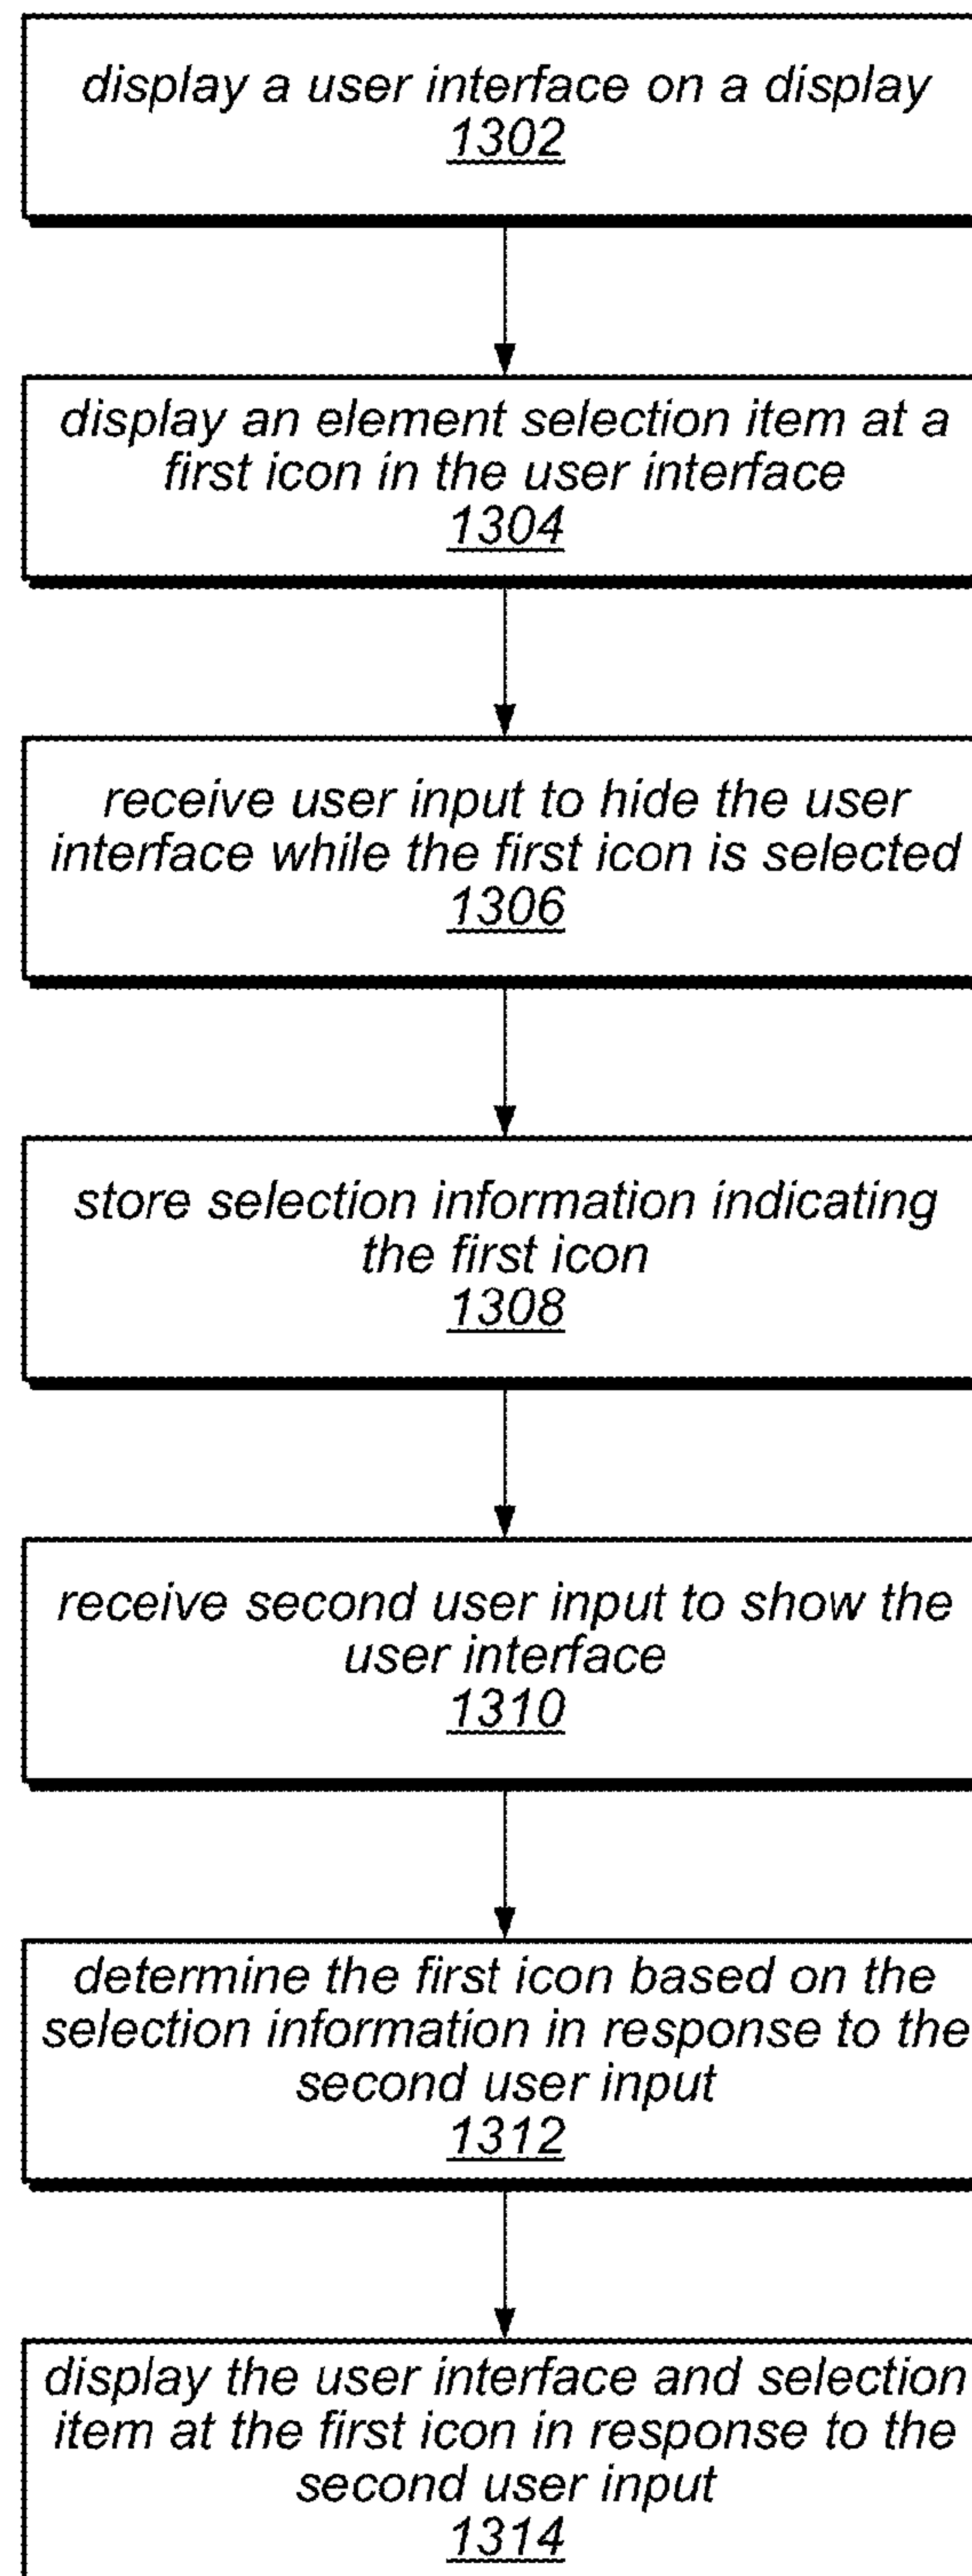 display a user interface on a display
1302
display an element selection item at a
first icon in the user interface
1304
receive user input to hide the user
interface while the first icon is selected
1306
store selection information indicating
the first icon
1308
receive second user input to show the
user interface
1310
determine the first icon based on the
selection information in response to the
second user input
1312
display the user interface and selection
item at the first icon in response to the
second user input
1314